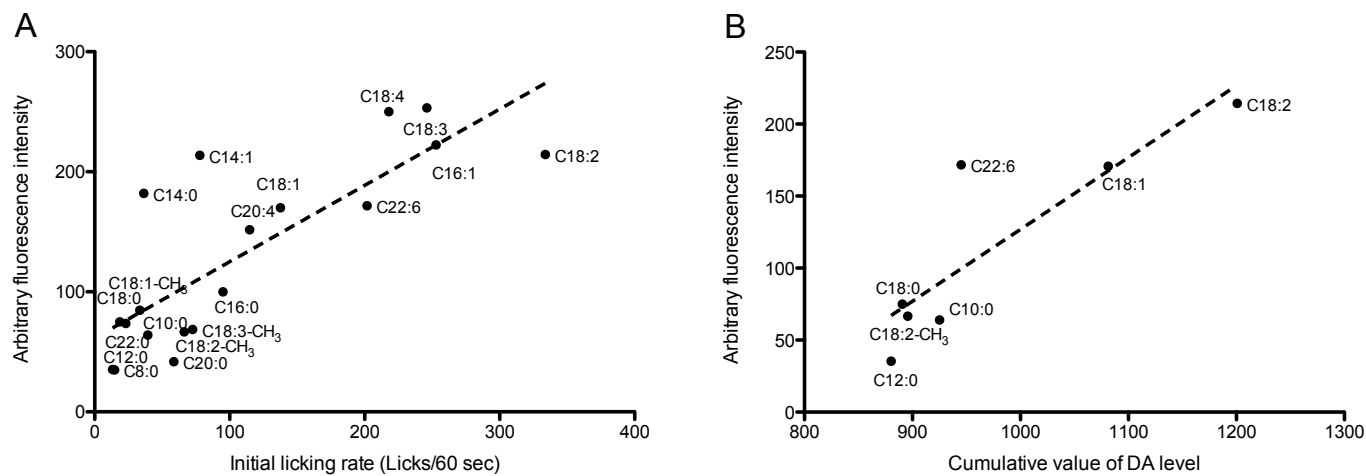 A
Arbitrary fluorescence intensity
300
200
100
0
C18:4
C18:3
C14:1
C16:1
C18:2
C14:0
C18:1
C22:6
C20:4
C18:1-CH3
C18:0
C16:0
C10:0
C18:3-CH3
C22:0
C18:2-CH3
C12:0
C20:0
C8:0
0 100 200 300 400
Initial licking rate (Licks/60 sec)
B
Arbitrary fluorescence intensity
250
200
150
100
50
0
C18:2
C22:6
C18:1
C18:0
C10:0
C18:2-CH3
C12:0
800 900 1000 1100 1200 1300
Cumulative value of DA level